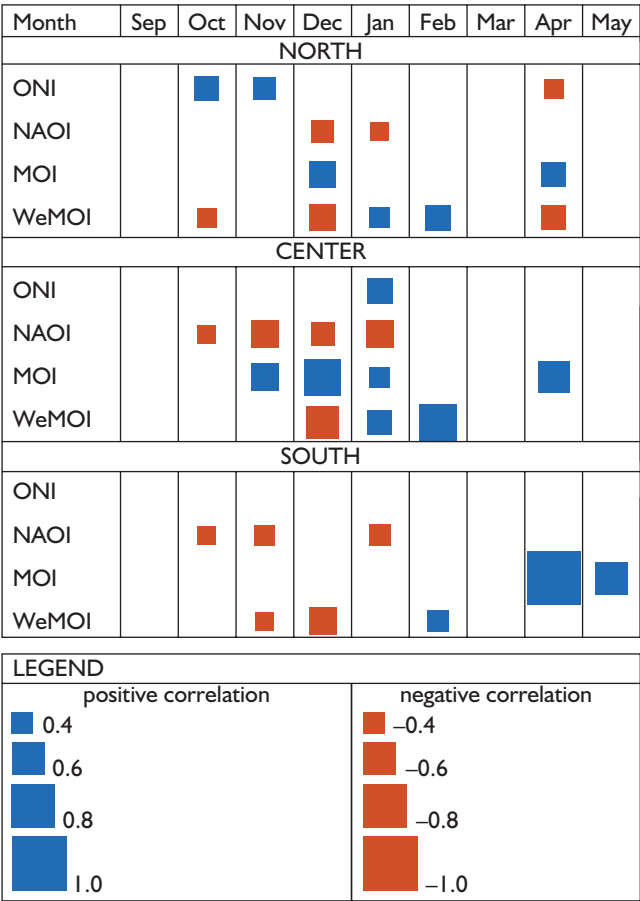 Month Sep Oct Nov Dec Jan Feb Mar Apr May
NORTH
ONI
NAOI
MOI
WeMOI
CENTER
ONI
NAOI
MOI
WeMOI
SOUTH
ONI
NAOI
MOI
WeMOI
LEGEND
positive correlation negative correlation
0.4 –0.4
0.6 –0.6
0.8 –0.8
1.0 –1.0